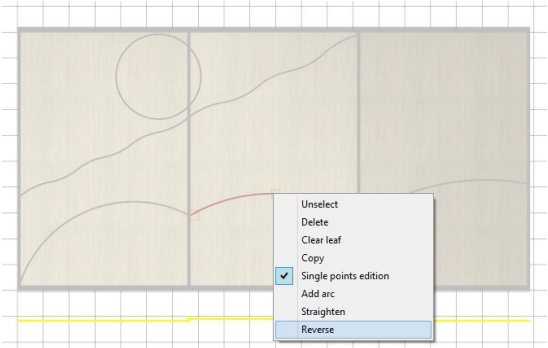 Unselect
Delete
Clear leaf
Copy
Single points edition
Add arc
Straighten
Reverse